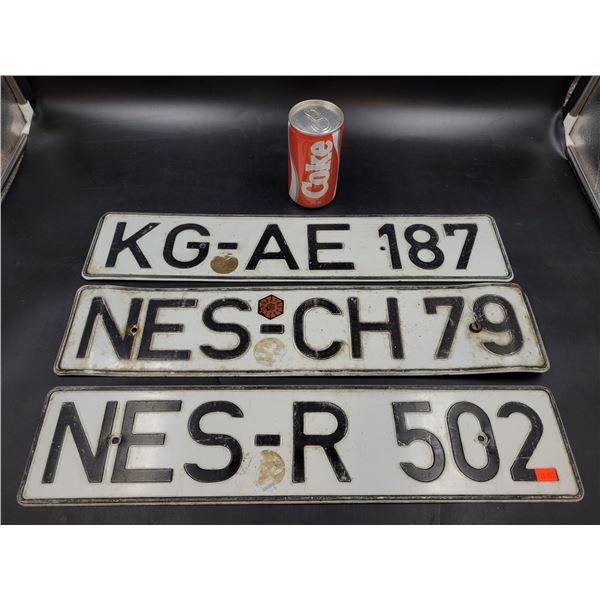 Coke
KG-AE 187
NES-CH 79
NES-R 502